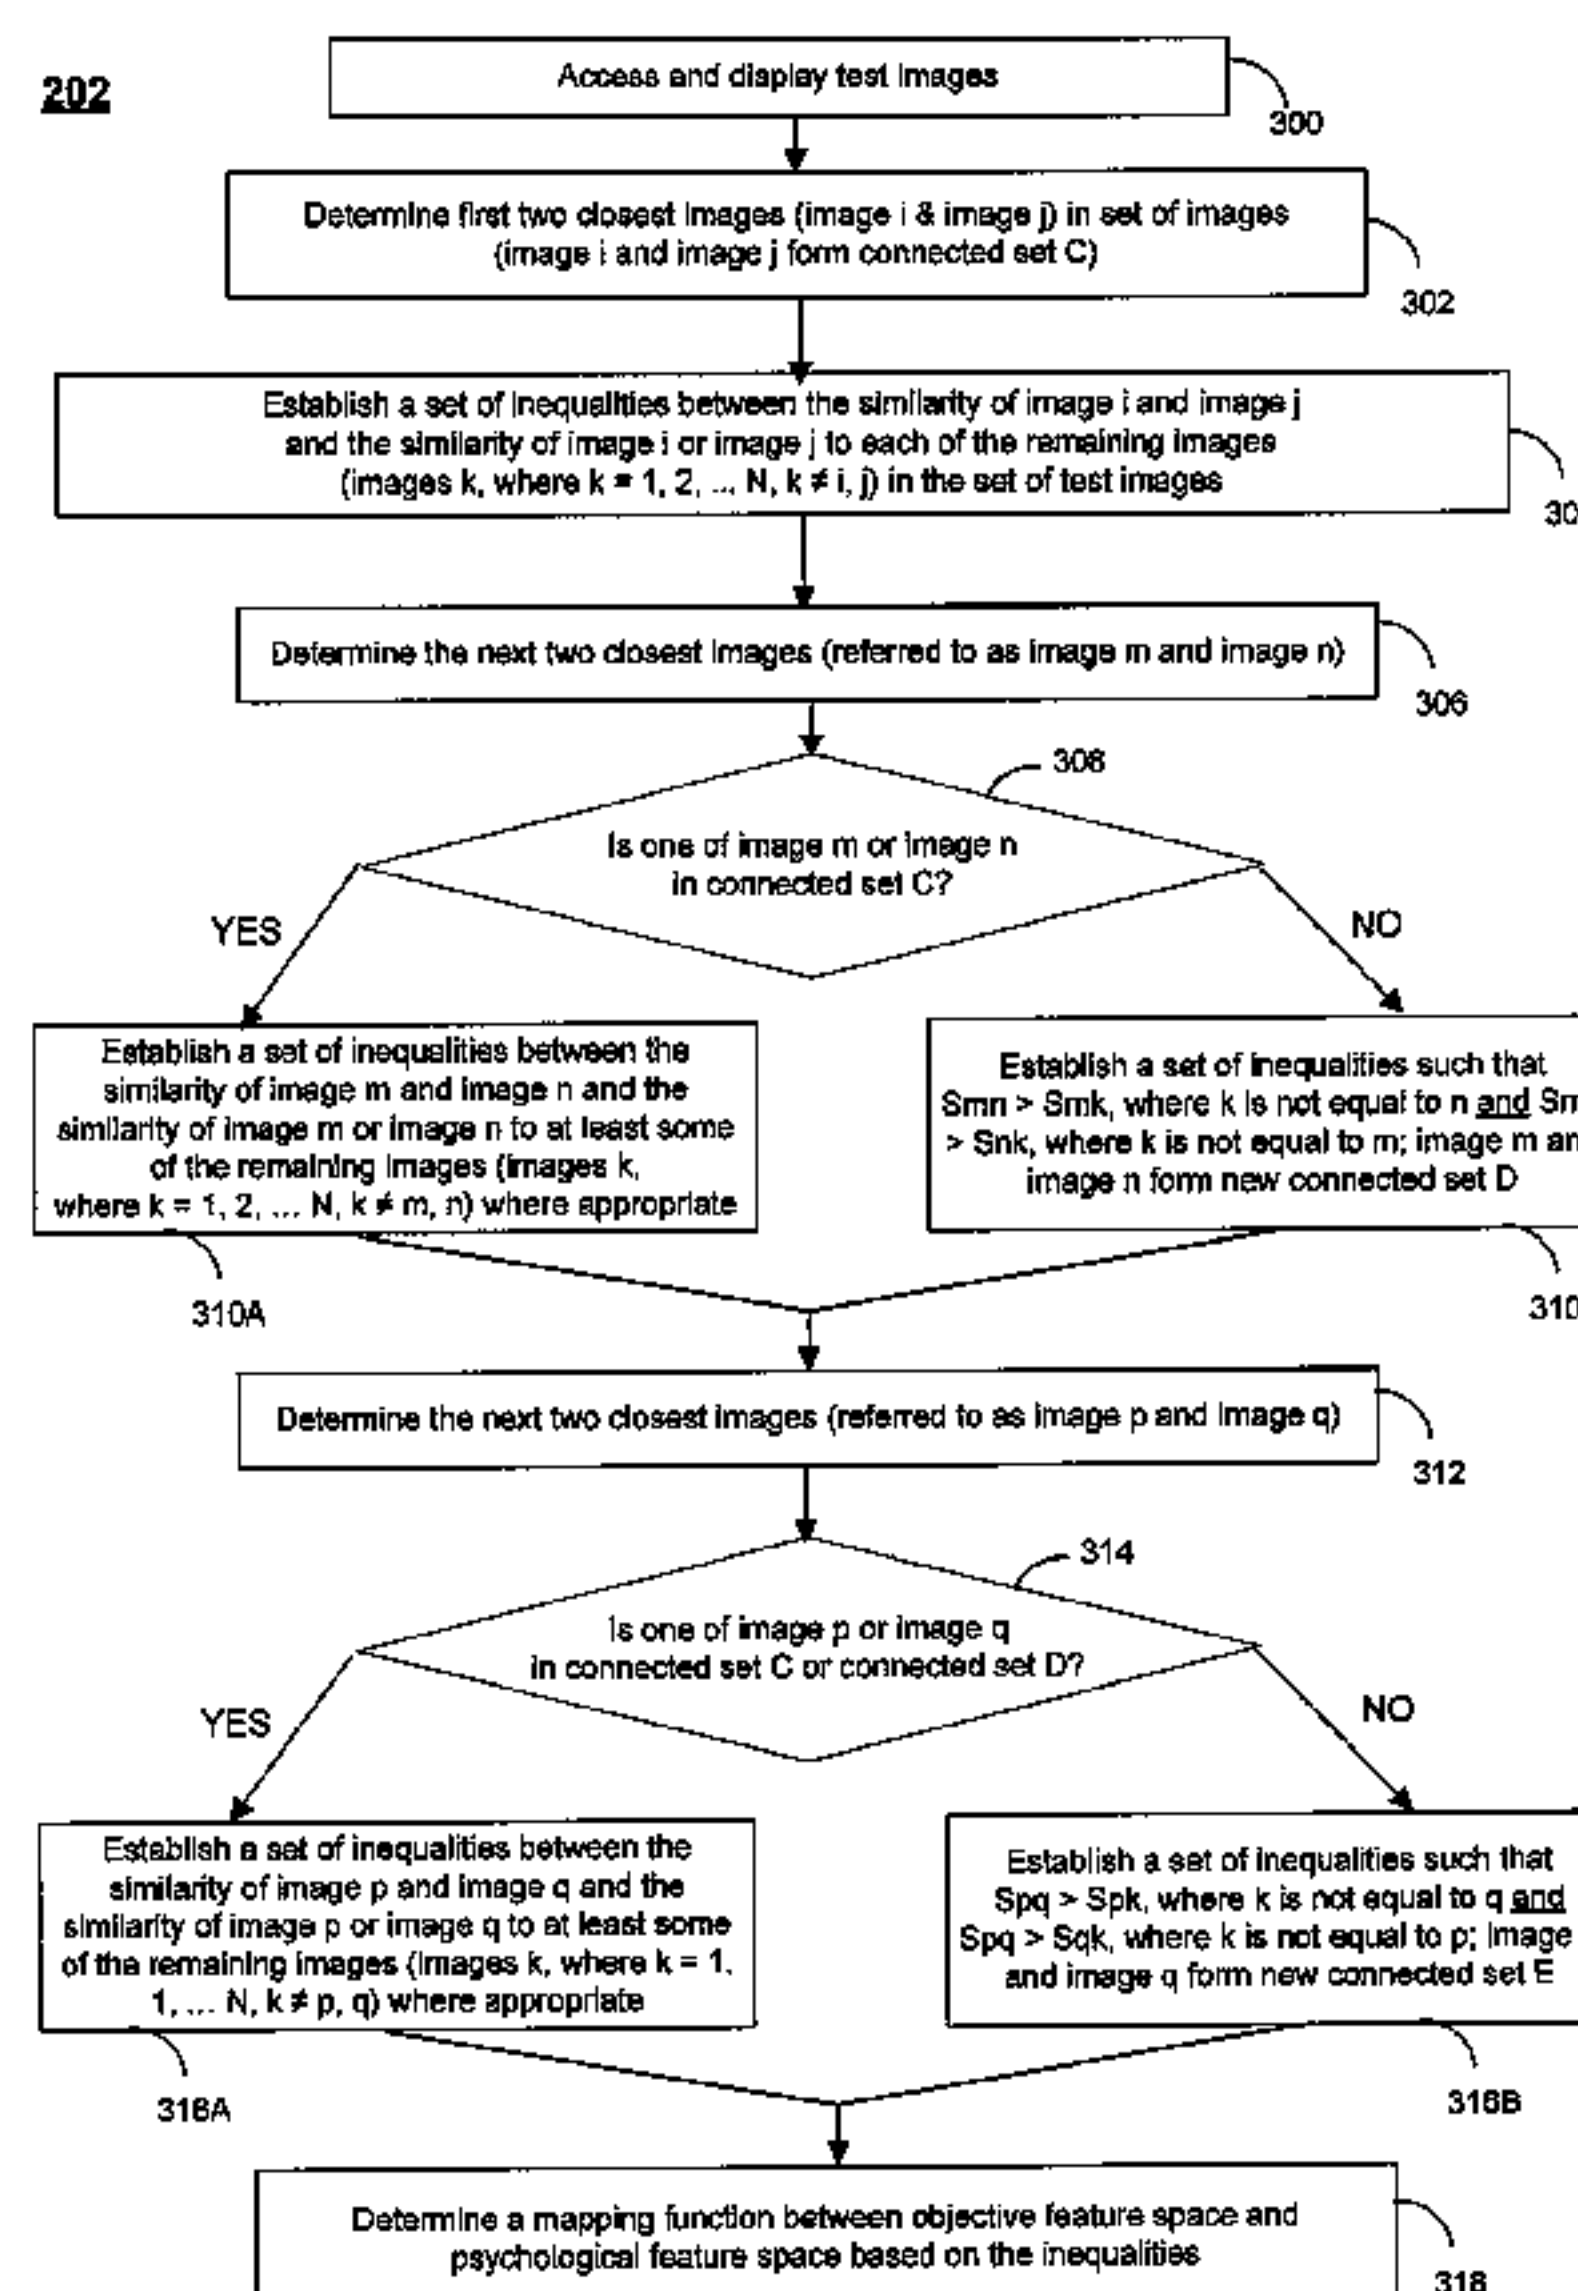 202
Access and display test images
300
Determine first two closest images (image i & image j) in set of images
(image i and image j form connected set C)
302
Establish a set of inequalities between the similarity of image i and image j
and the similarity of image i or image j to each of the remaining images
(images k, where k = 1, 2, ... N, k ≠ i, j) in the set of test images
30
Determine the next two closest images (referred to as image m and image n)
306
308
Is one of image m or image n
in connected set C?
YES
NO
Establish a set of inequalities between the
similarity of image m and image n and the
similarity of image m or image n to at least some
of the remaining images (images k,
where k = 1, 2, ... N, k ≠ m, n) where appropriate
310A
Establish a set of inequalities such that
Smn > Smk, where k is not equal to n and Sm
> Snk, where k is not equal to m; image m an
image n form new connected set D
310
Determine the next two closest images (referred to as image p and image q)
312
314
Is one of image p or image q
in connected set C or connected set D?
YES
NO
Establish a set of inequalities between the
similarity of image p and image q and the
similarity of image p or image q to at least some
of the remaining images (images k, where k = 1,
1, ... N, k ≠ p, q) where appropriate
316A
Establish a set of inequalities such that
Spq > Spk, where k is not equal to q and
Spq > Sqk, where k is not equal to p; image
and image q form new connected set E
316B
Determine a mapping function between objective feature space and
psychological feature space based on the inequalities
318